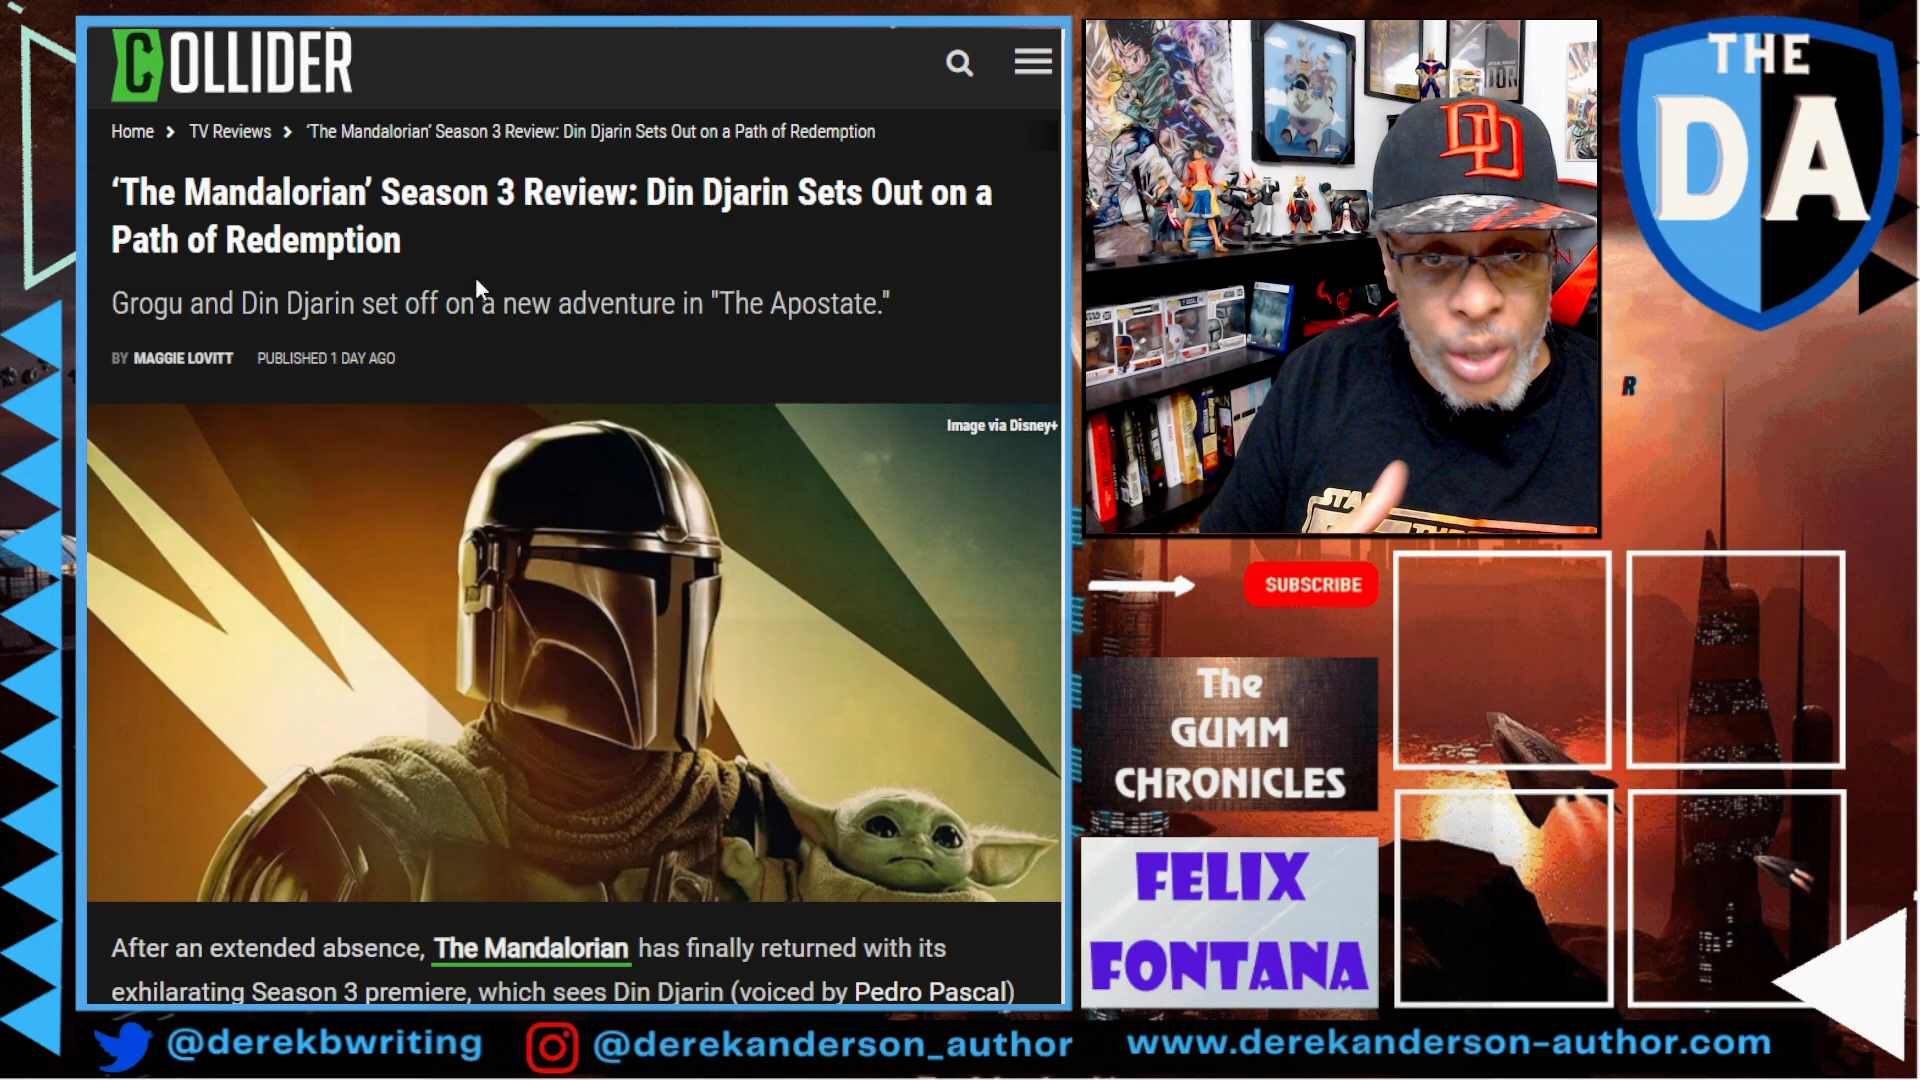 COLLIDER
Home > TV Reviews > 'The Mandalorian' Season 3 Review: Din Djarin Sets Out on a Path of Redemption
‘The Mandalorian’ Season 3 Review: Din Djarin Sets Out on a
Path of Redemption
Grogu and Din Djarin set off on a new adventure in "The Apostate."
BY MAGGIE LOVITT PUBLISHED 1 DAY AGO
Image via Disney+
After an extended absence, The Mandalorian has finally returned with its
exhilarating Season 3 premiere, which sees Din Djarin (voiced by Pedro Pascal)
DD
THE
DA
R
SUBSCRIBE
The
GUMM
CHRONICLES
FELIX
FONTANA
@derekbwriting
@derekanderson_author
www.derekanderson-author.com